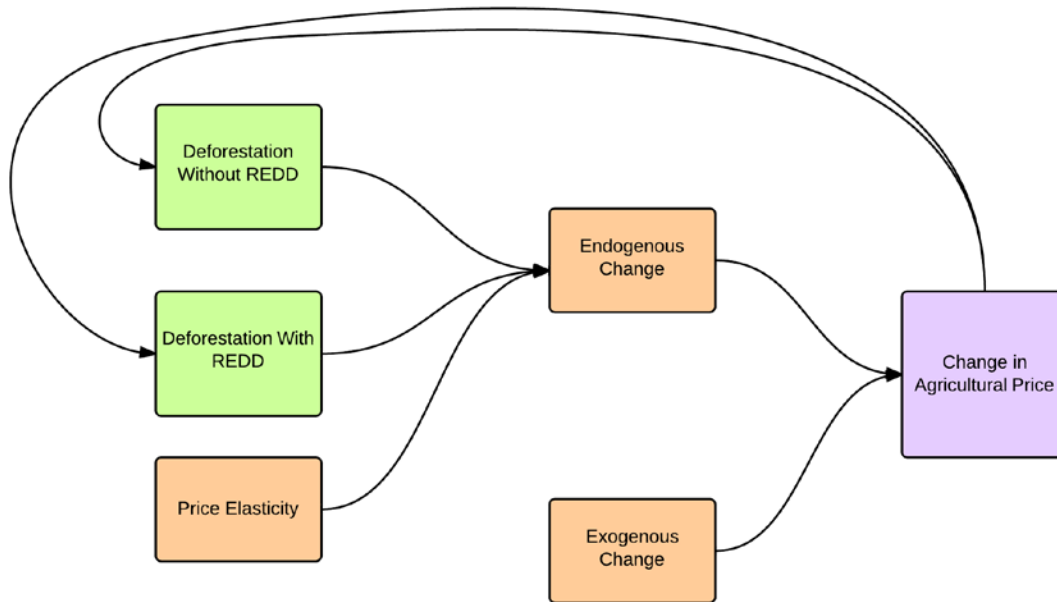 Deforestation
Without REDD
Endogenous
Change
Deforestation With
REDD
Change in
Agricultural Price
Price Elasticity
Exogenous
Change